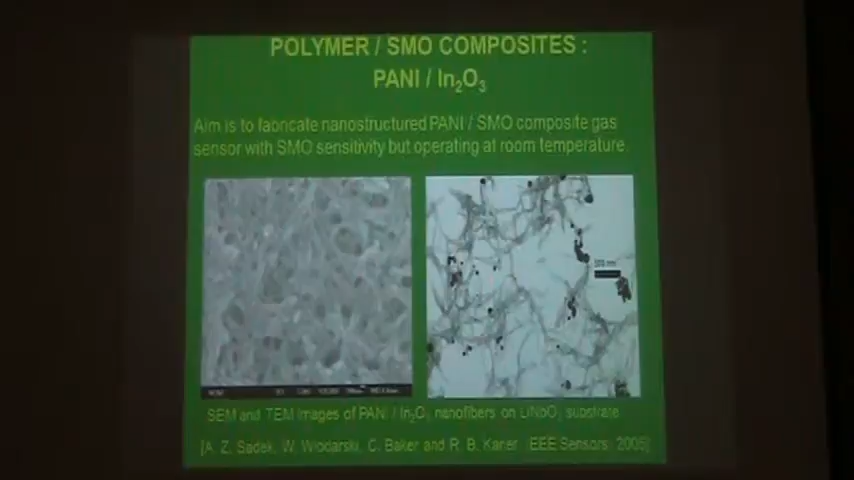 POLYMER / SMO COMPOSITES :
PANI / In₂O₃
Aim is to fabricate nanostructured PANI / SMO composite gas
sensor with SMO sensitivity but operating at room temperature.
100 nm
SEM and TEM images of PANI / In₂O₃ nanofibers on LiNbO₃ substrate
[A. Z. Sadek, W. Wlodarski, C. Baker and R. B. Kaner, IEEE Sensors, 2005]